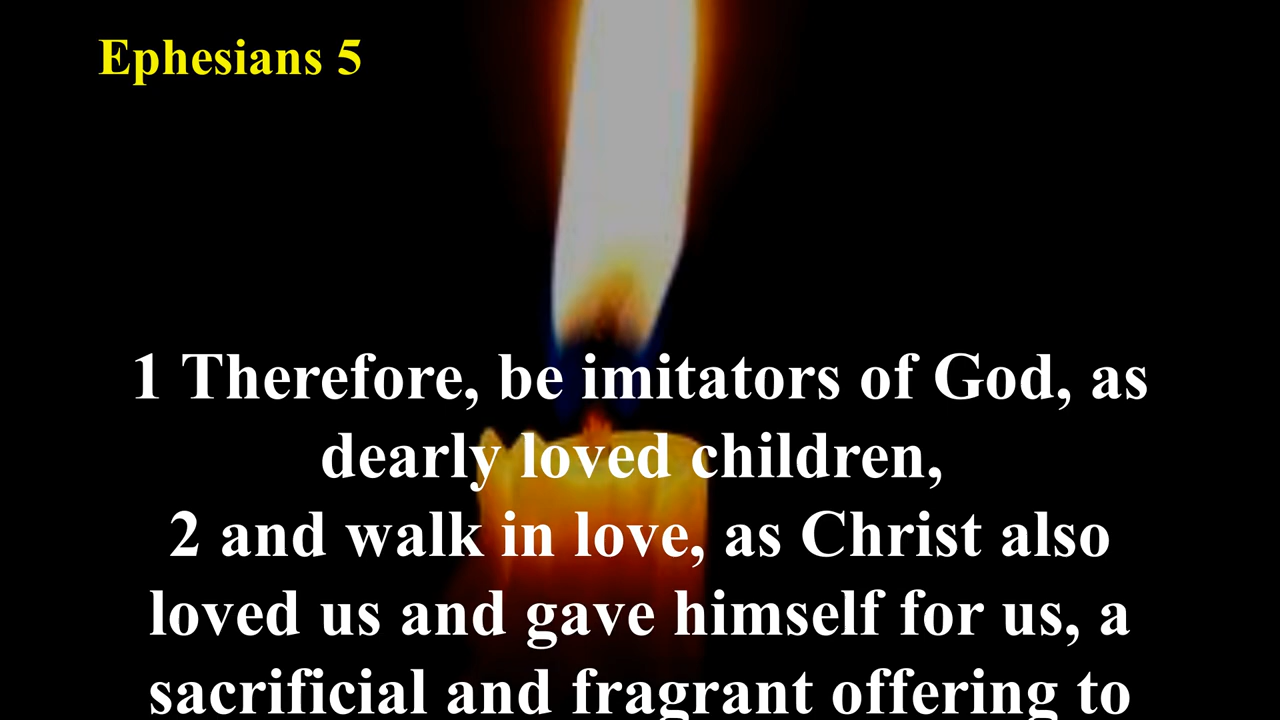 Ephesians 5
1 Therefore, be imitators of God, as
dearly loved children,
2 and walk in love, as Christ also
loved us and gave himself for us, a
sacrificial and fragrant offering to